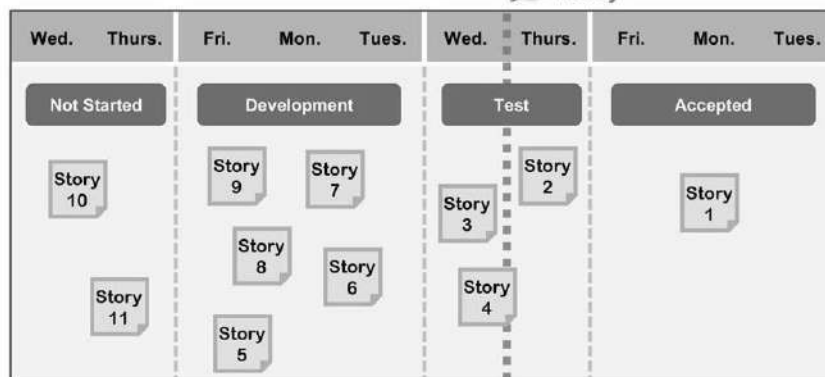 Wed. Thurs. Fri. Mon. Tues. Wed. Thurs. Fri. Mon. Tues.
Not Started Development Test Accepted
Story
10
Story
11
Story
9
Story
7
Story
8
Story
6
Story
5
Story
3
Story
2
Story
4
Story
1